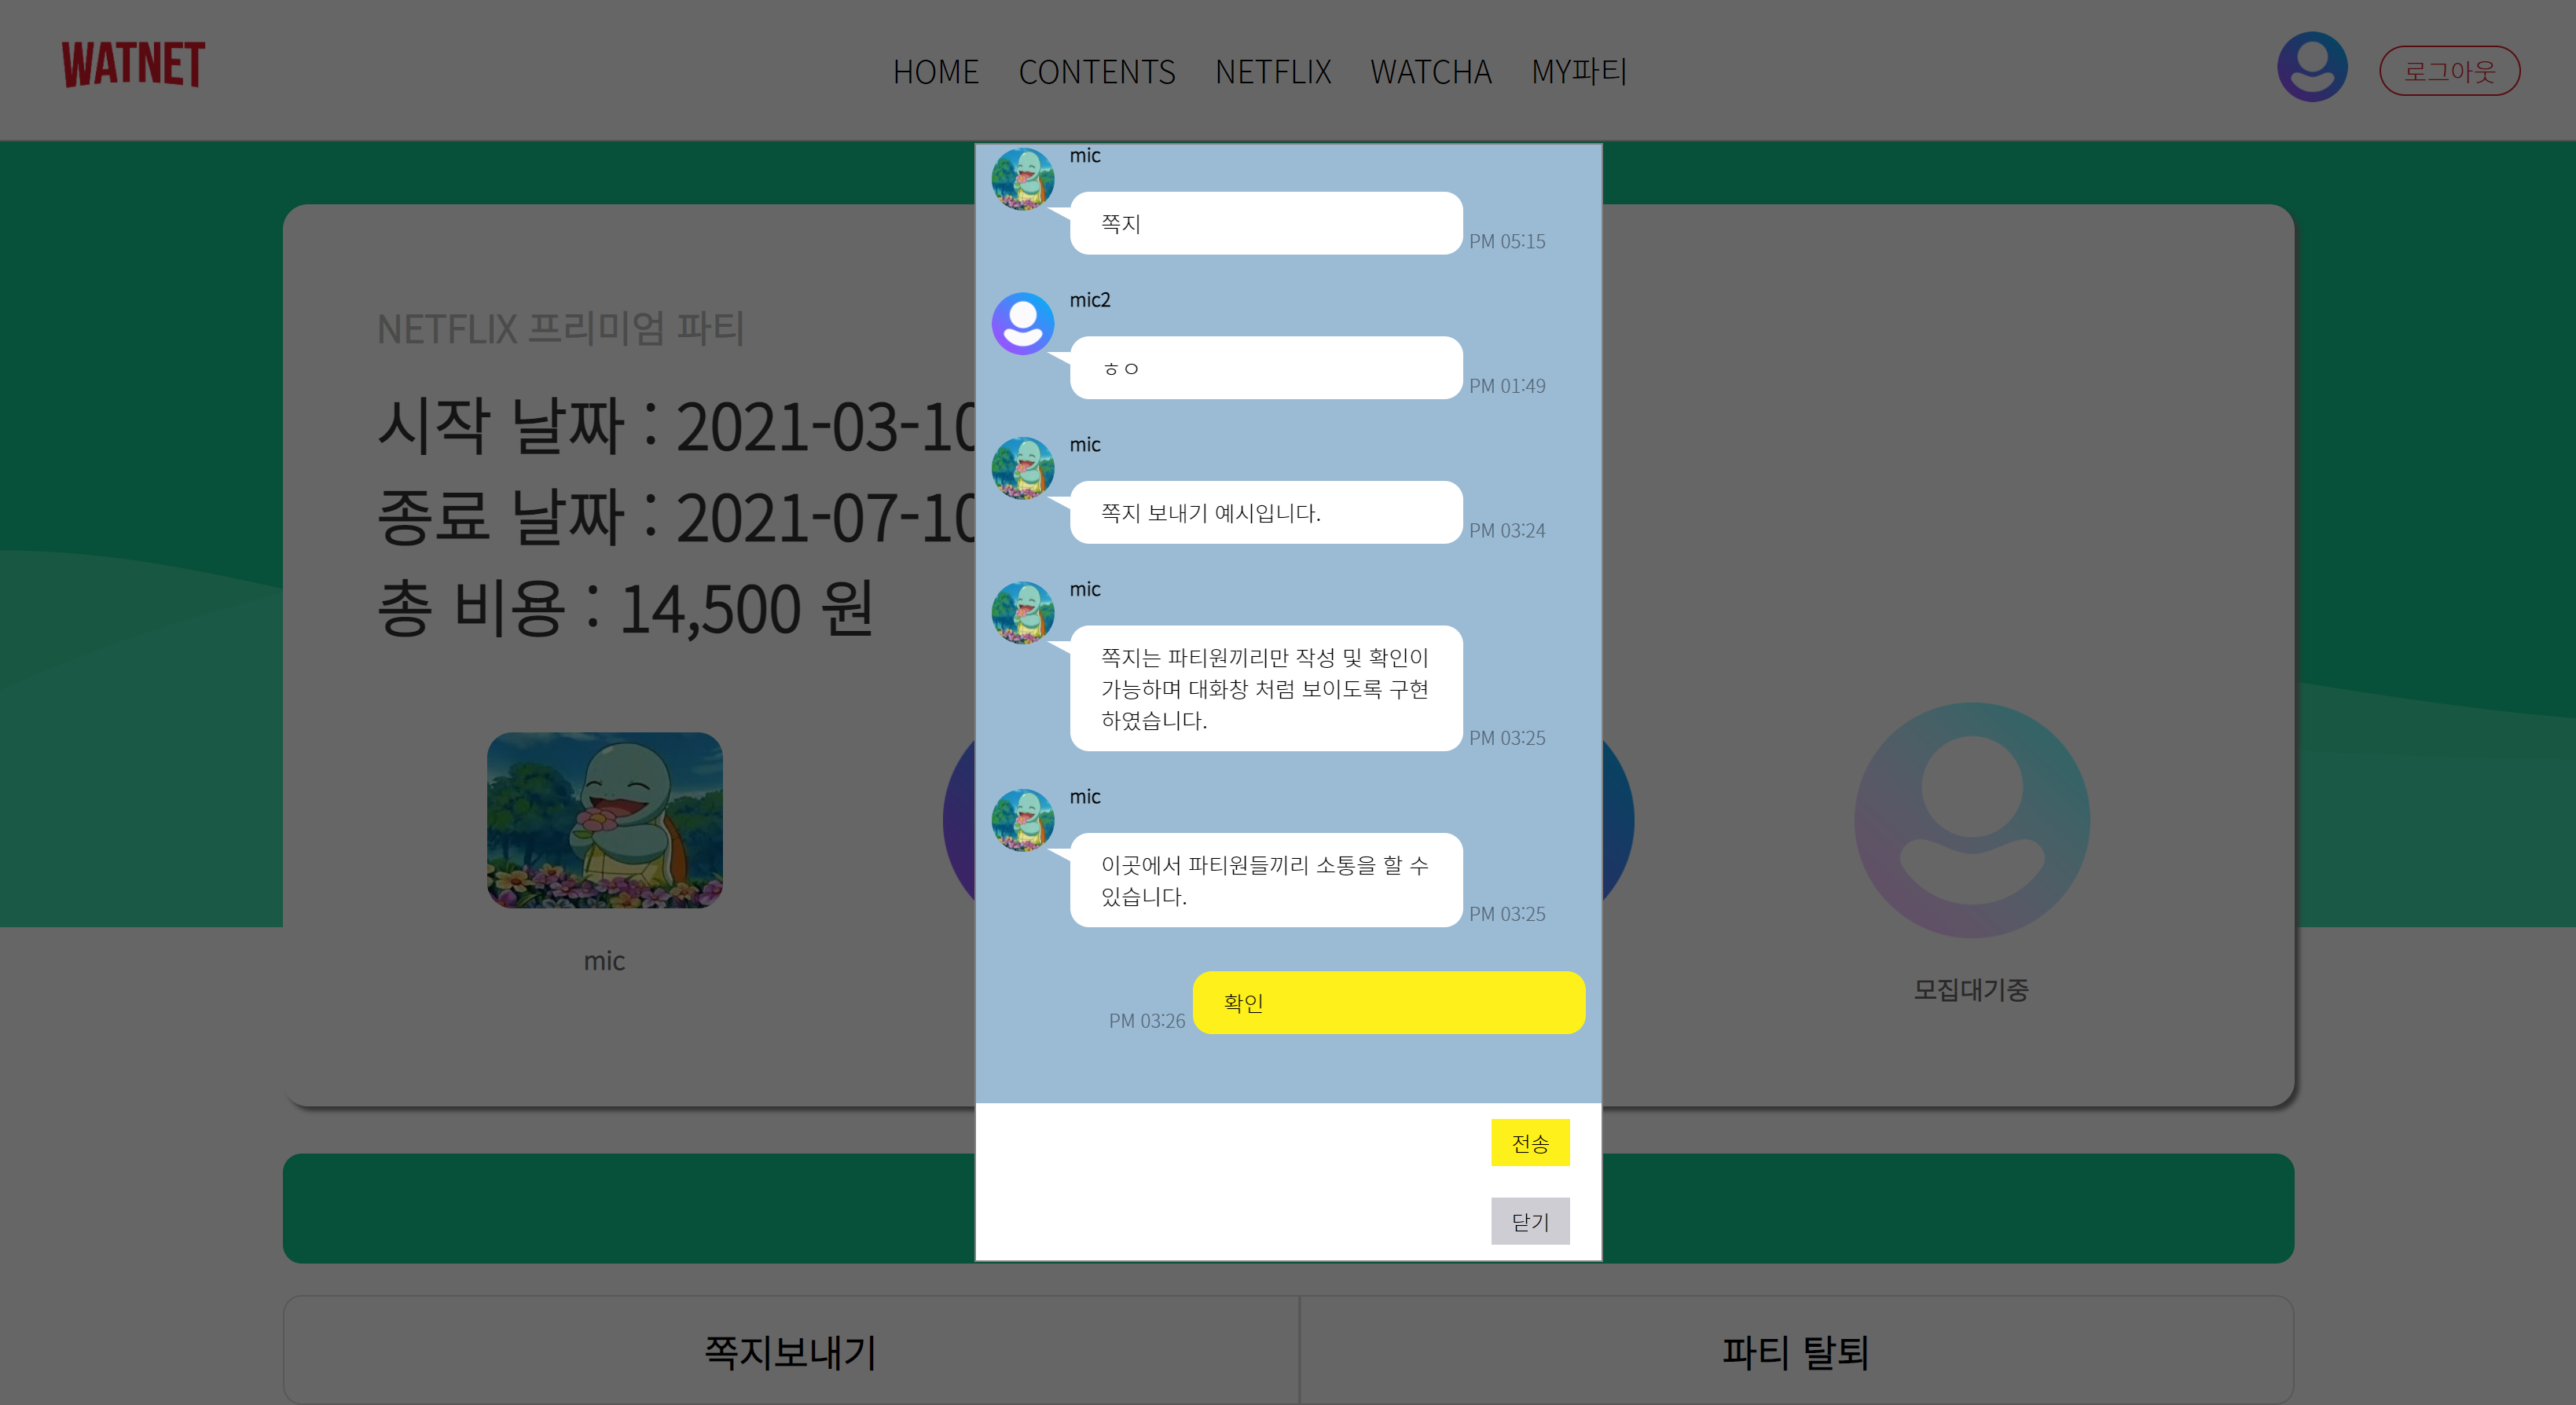 WATNET
HOME CONTENTS NETFLIX WATCHA MY파티
로그아웃
NETFLIX 프리미엄 파티
시작 날짜 : 2021-03-10
종료 날짜 : 2021-07-10
총 비용 : 14,500 원
mic
모집대기중
mic
쪽지
PM 05:15
mic2
ㅎㅇ
PM 01:49
mic
쪽지 보내기 예시입니다.
PM 03:24
mic
쪽지는 파티원끼리만 작성 및 확인이
가능하며 대화창 처럼 보이도록 구현
하였습니다.
PM 03:25
mic
이곳에서 파티원들끼리 소통을 할 수
있습니다.
PM 03:25
확인
PM 03:26
전송
닫기
쪽지보내기
파티 탈퇴